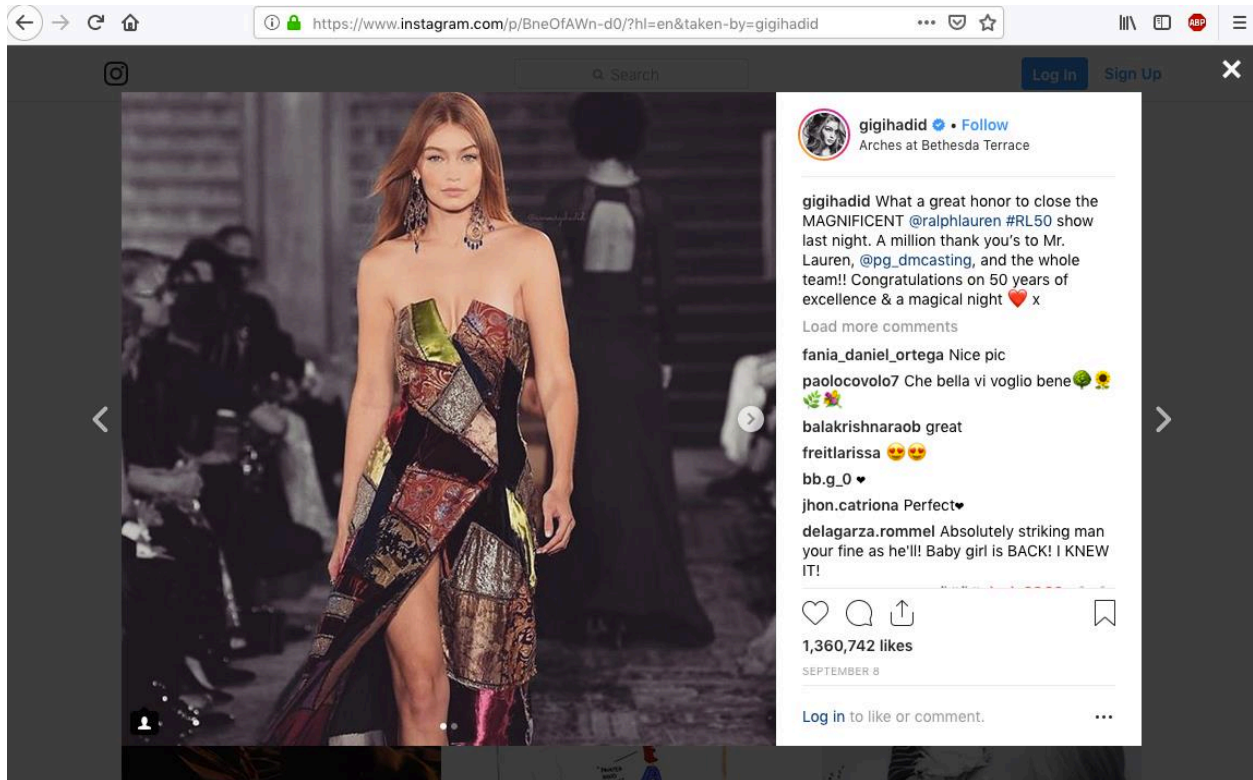 https://www.instagram.com/p/BneOfAWn-d0/?hl=en&taken-by=gigihadid
ABP
Search
Log In
Sign Up
gigihadid • Follow
Arches at Bethesda Terrace
gigihadid What a great honor to close the
MAGNIFICENT @ralphlauren #RL50 show
last night. A million thank you's to Mr.
Lauren, @pg_dmcasting, and the whole
team!! Congratulations on 50 years of
excellence & a magical night ❤️ x
Load more comments
fania_daniel_ortega Nice pic
paolocovolo7 Che bella vi voglio bene🌳🌻
🌿💐
balakrishnaraob great
freitlarissa 😍😍
bb.g_0 ❤
jhon.catriona Perfect❤
delagarza.rommel Absolutely striking man
your fine as he'll! Baby girl is BACK! I KNEW
IT!
1,360,742 likes
SEPTEMBER 8
Log in to like or comment.